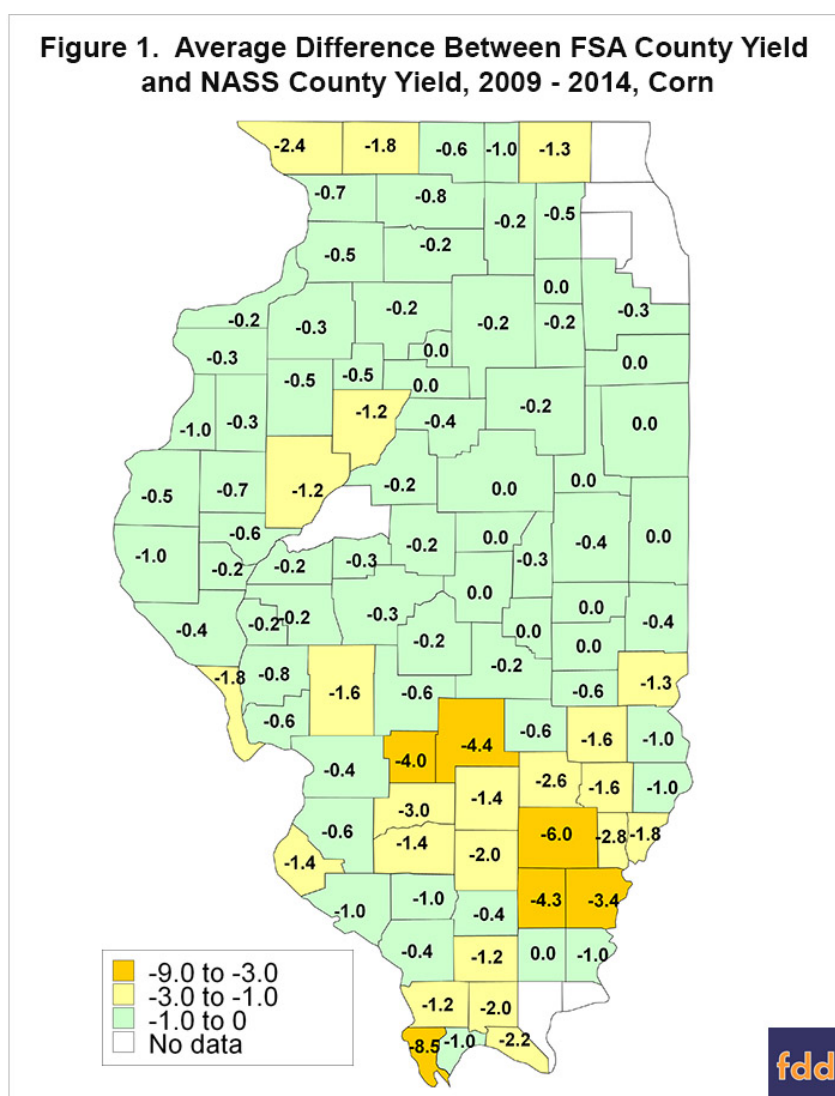 Figure 1. Average Difference Between FSA County Yield
and NASS County Yield, 2009 - 2014, Corn
-2.4 -1.8 -0.6 -1.0 -1.3
-0.7 -0.8 -0.2 -0.5
-0.5 -0.2
0.0
-0.2 -0.3 -0.2 -0.2 -0.2 -0.3
-0.3 0.0 0.0
-0.5 -0.5 0.0
-1.0 -0.3 -1.2 -0.4 -0.2 0.0
-0.5 -0.7 -1.2 -0.2 0.0 0.0
-1.0 -0.6 -0.2 0.0 -0.4 0.0
-0.2 -0.2 -0.3 0.0 -0.3
-0.4 -0.2 -0.2 -0.3 -0.2 0.0 0.0 -0.4
-0.2 0.0
-1.8 -0.8 -1.6 -0.6 -0.6 -1.3
-0.6 -4.0 -4.4 -0.6 -1.6 -1.0
-0.4 -2.6 -1.6 -1.0
-3.0 -1.4
-0.6 -1.4 -2.0 -6.0 -2.8 -1.8
-1.4
-1.0 -1.0 -0.4 -4.3 -3.4
-0.4 -1.2 0.0 -1.0
-1.2 -2.0
-8.5 -1.0 -2.2
-9.0 to -3.0
-3.0 to -1.0
-1.0 to 0
No data
fdd